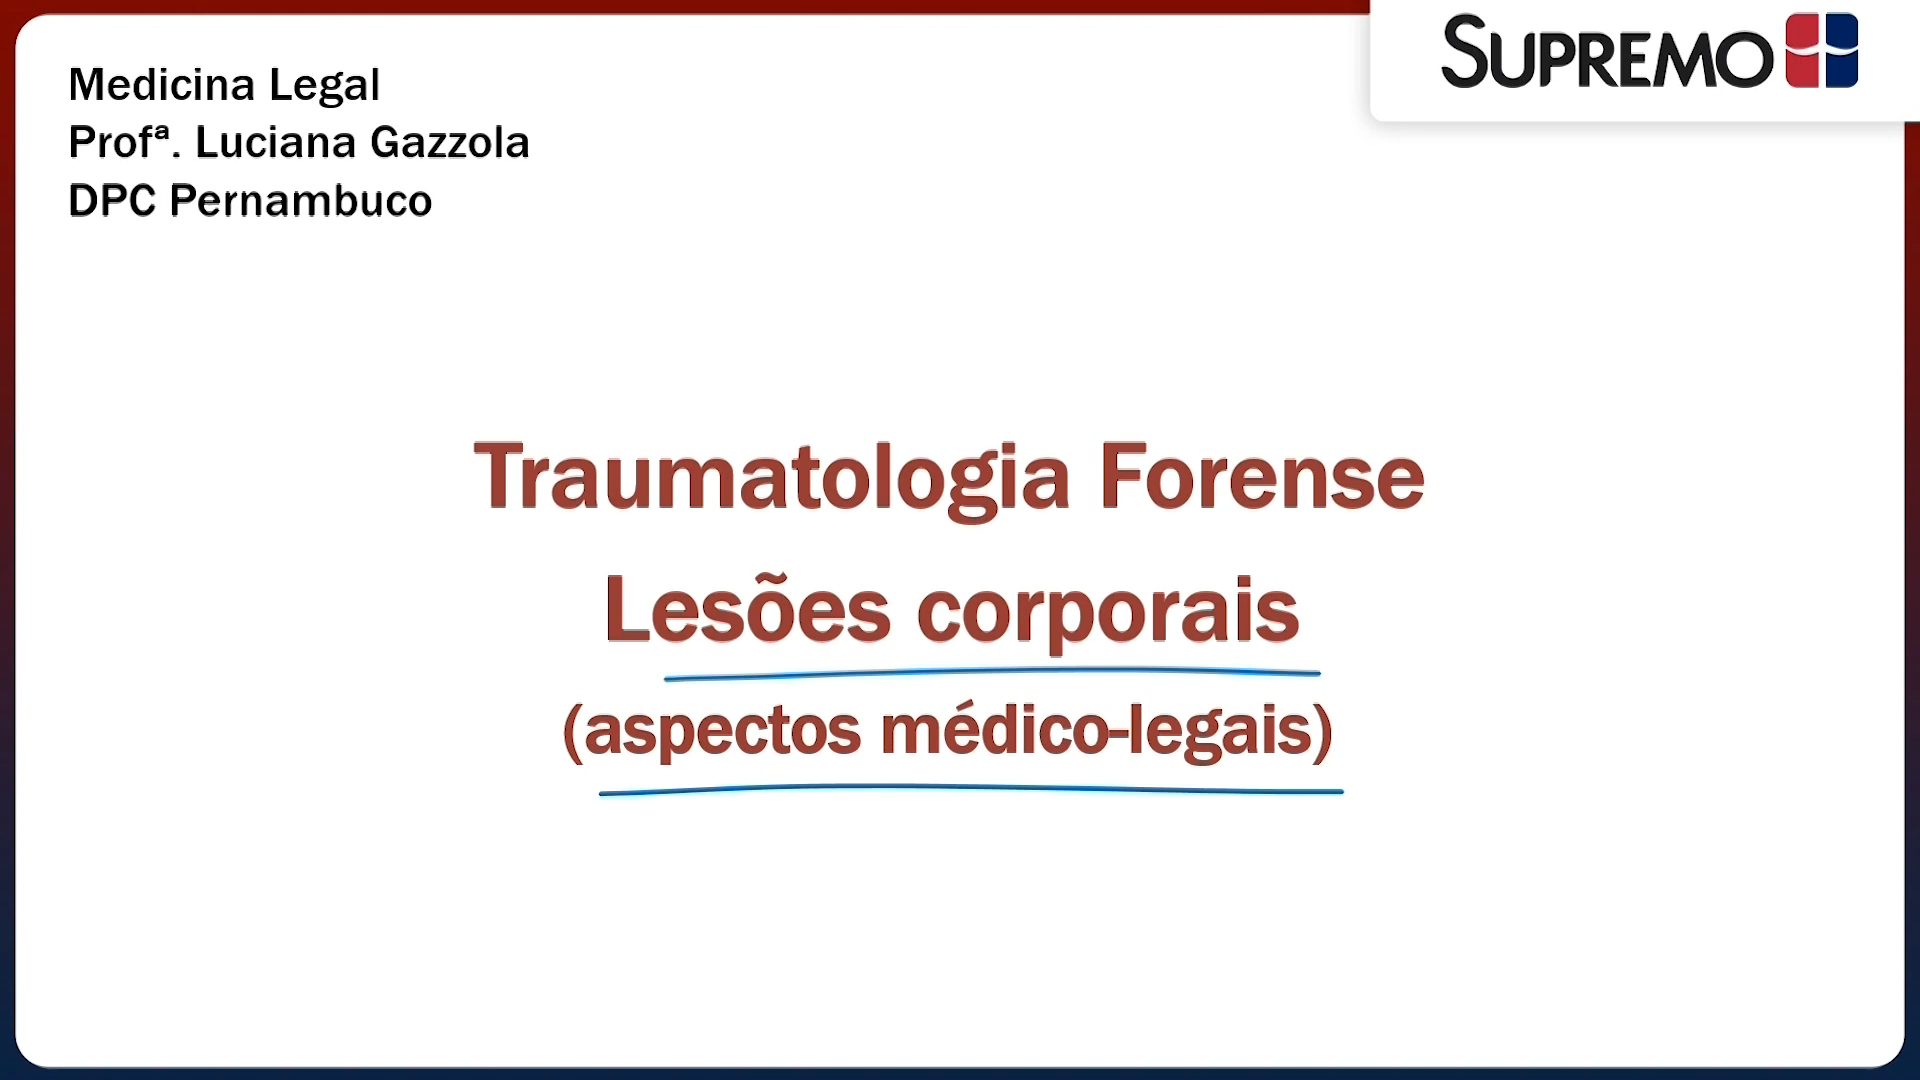 Medicina Legal
Profª. Luciana Gazzola
DPC Pernambuco
SUPREMO
Traumatologia Forense
Lesões corporais
(aspectos médico-legais)